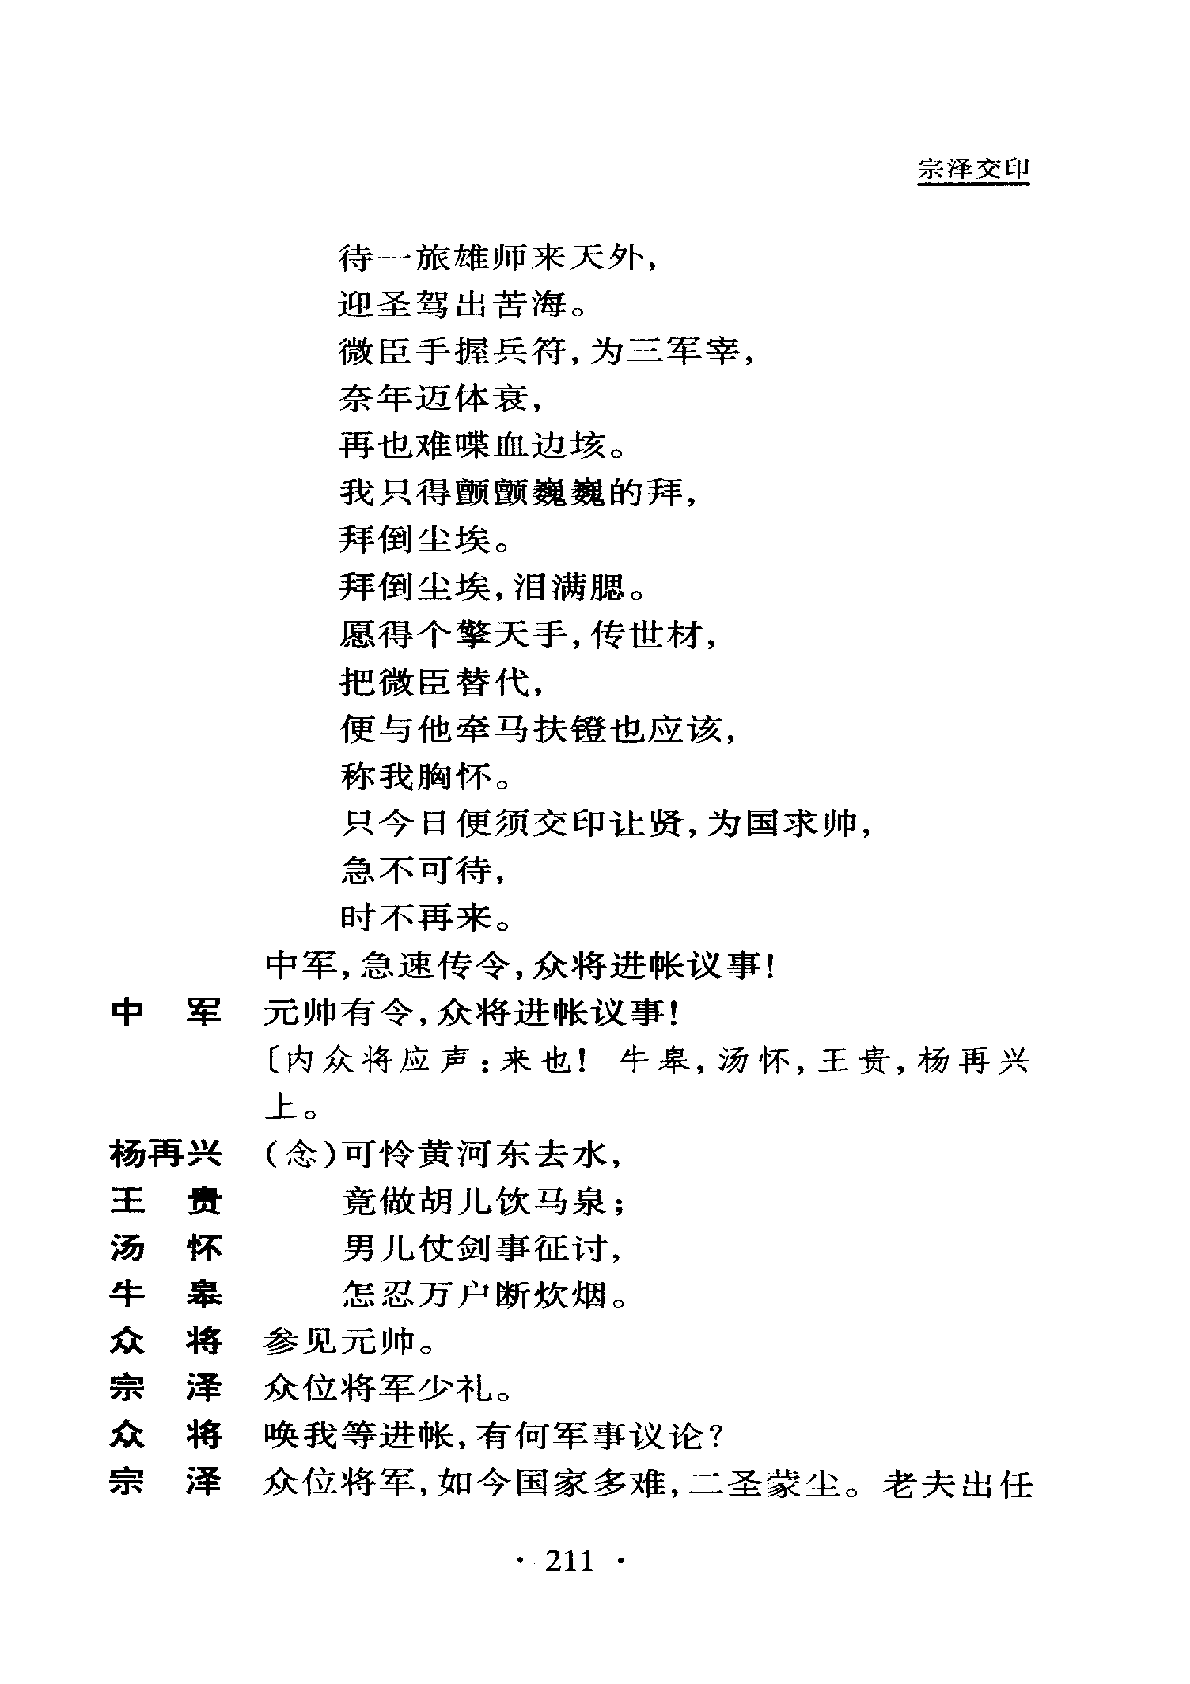 宗泽交印
待一旅雄师来天外,
迎圣驾出苦海。
微臣手握兵符,为三军宰,
奈年迈体衰,
再也难喋血边垓。
我只得颤颤巍巍的拜,
拜倒尘埃。
拜倒尘埃,泪满腮。
愿得个擎天手,传世材,
把微臣替代,
便与他牵马扶镫也应该,
称我胸怀。
只今日便须交印让贤,为国求帅,
急不可待,
时不再来。
中军,急速传令,众将进帐议事!
中 军 元帅有令,众将进帐议事!
〔内众将应声:来也! 牛皋,汤怀,王贵,杨再兴
上。
杨再兴 (念)可怜黄河东去水,
王 贵 竟做胡儿饮马泉;
汤 怀 男儿仗剑事征讨,
牛 皋 怎忍万户断炊烟。
众 将 参见元帅。
宗 泽 众位将军少礼。
众 将 唤我等进帐,有何军事议论?
宗 泽 众位将军,如今国家多难,二圣蒙尘。老夫出任
· 211 ·